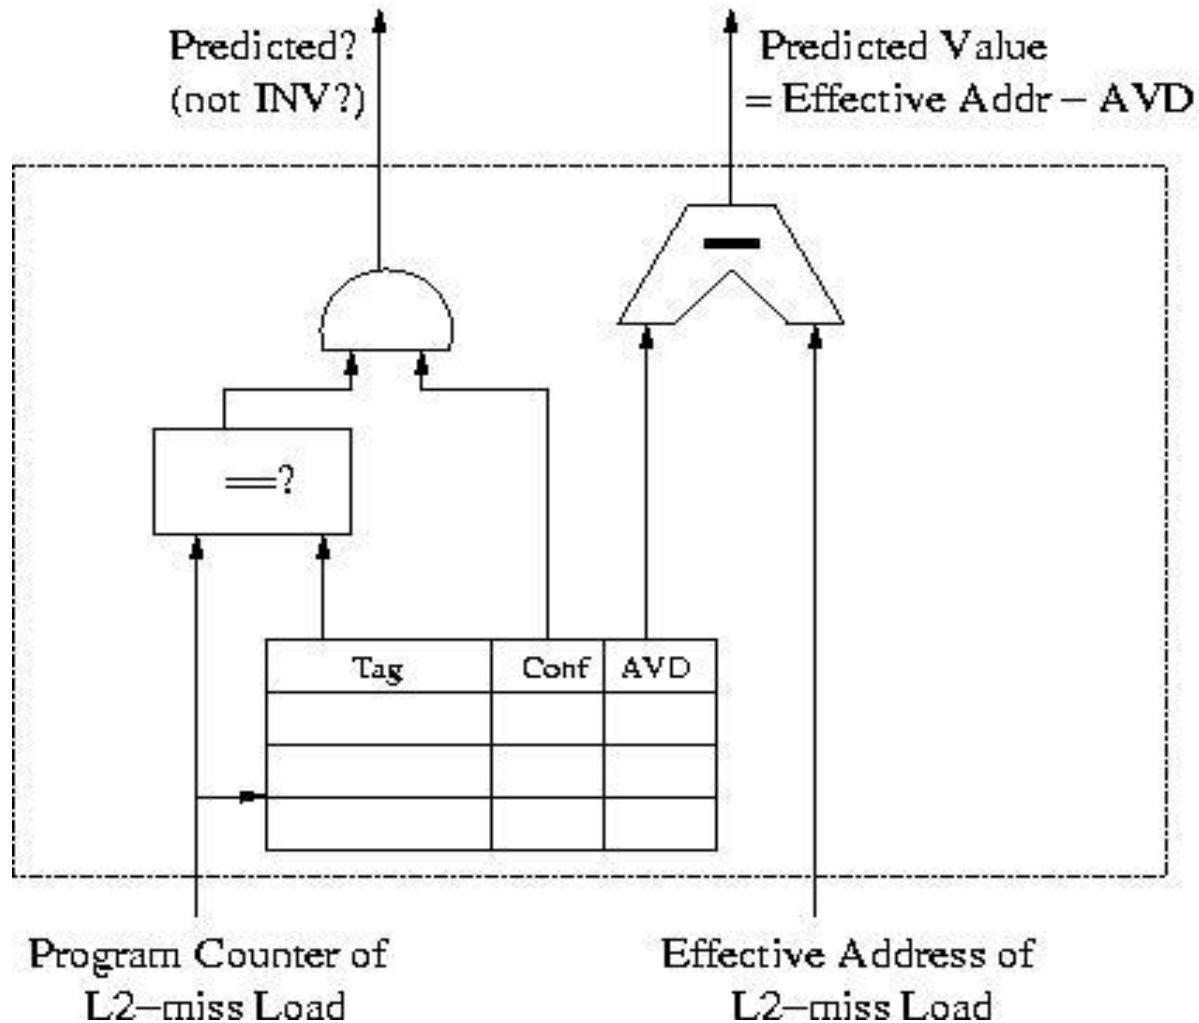 Predicted?
(not INV?)
Predicted Value
= Effective Addr – AVD
==?
Tag Conf AVD
Program Counter of
L2–miss Load
Effective Address of
L2–miss Load